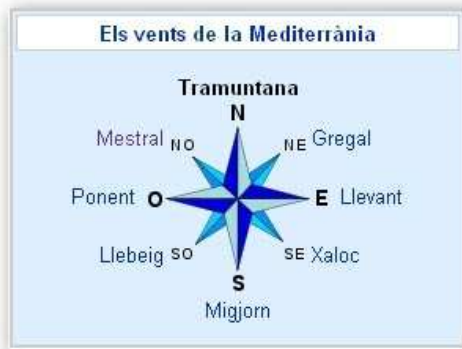 Els vents de la Mediterrània
Tramuntana
N
Mestral NO NE Gregal
Ponent O E Llevant
Llebeig SO SE Xaloc
S
Migjorn